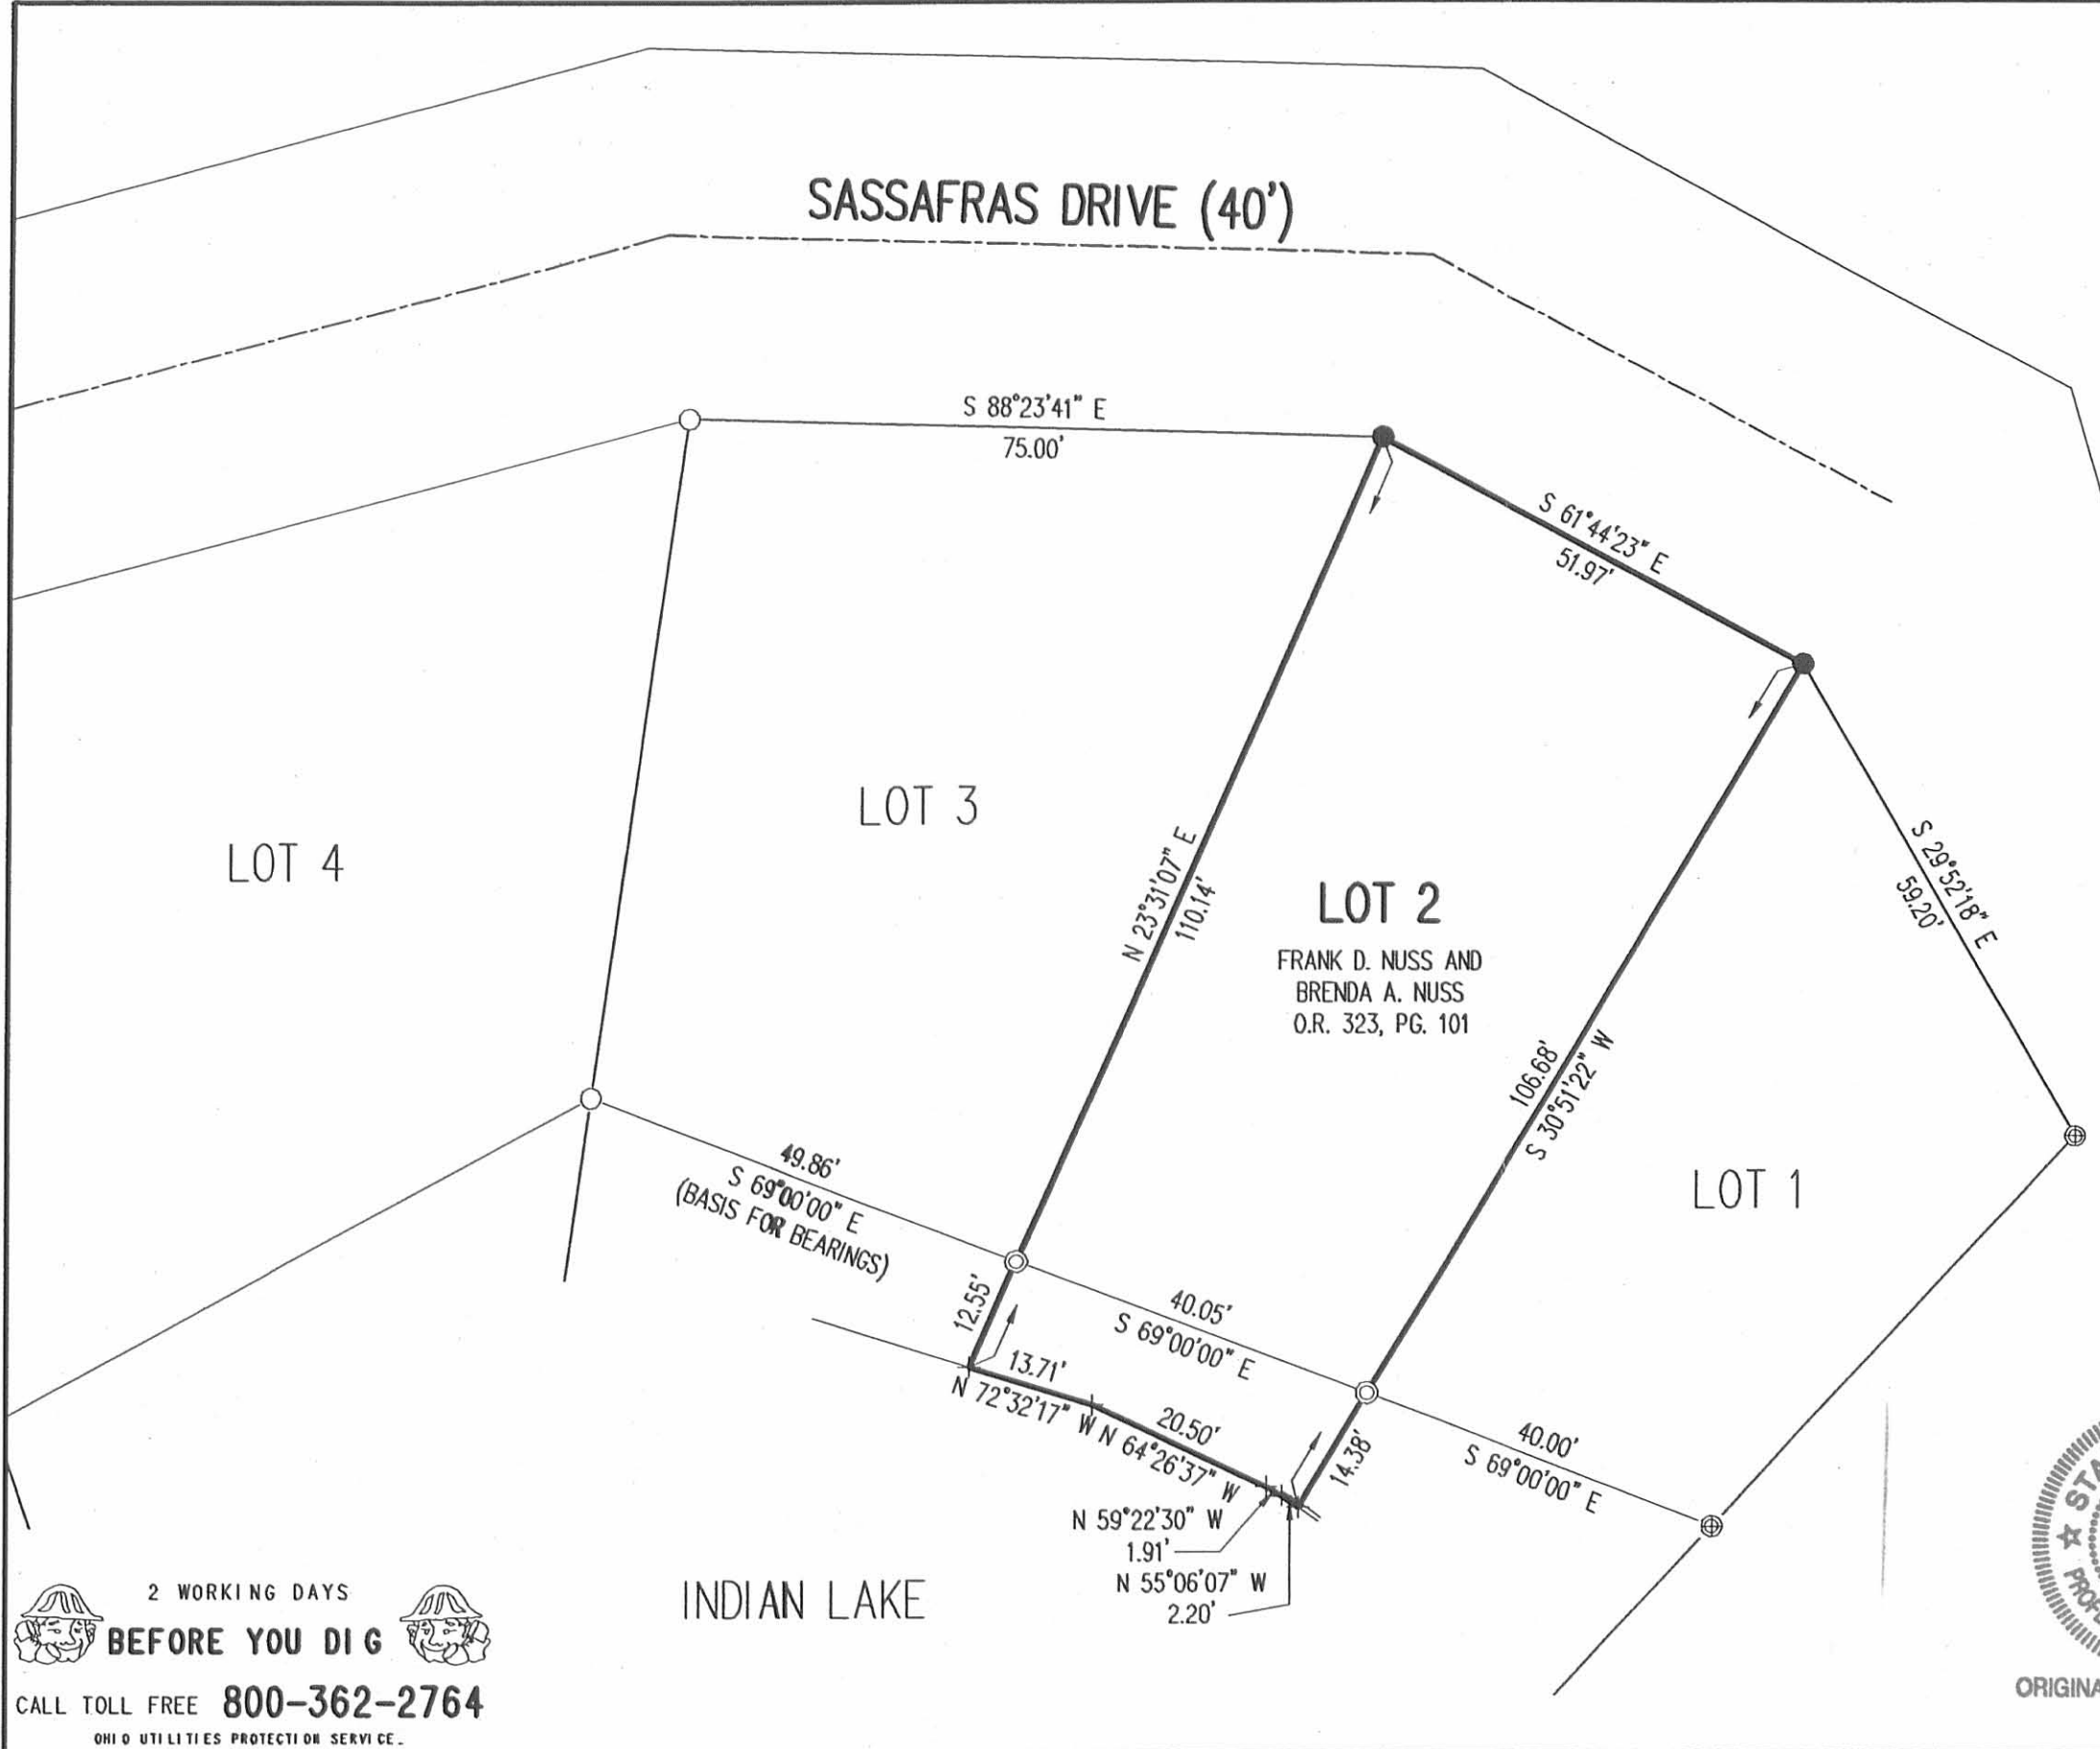 SASSAFRAS DRIVE (40')
S 88°23'41" E
75.00'
S 61°44'23" E
51.97'
LOT 4
LOT 3
N 23°31'07" E
110.14'
LOT 2
FRANK D. NUSS AND
BRENDA A. NUSS
O.R. 323, PG. 101
106.68'
S 30°51'22" W
S 29°52'18" E
59.20'
LOT 1
49.86'
S 69°00'00" E
(BASIS FOR BEARINGS)
12.55'
40.05'
S 69°00'00" E
13.71'
N 72°32'17" W
20.50'
N 64°26'37" W
14.38'
40.00'
S 69°00'00" E
N 59°22'30" W
1.91'
N 55°06'07" W
2.20'
INDIAN LAKE
2 WORKING DAYS
BEFORE YOU DIG
CALL TOLL FREE 800-362-2764
OHIO UTILITIES PROTECTION SERVICE.